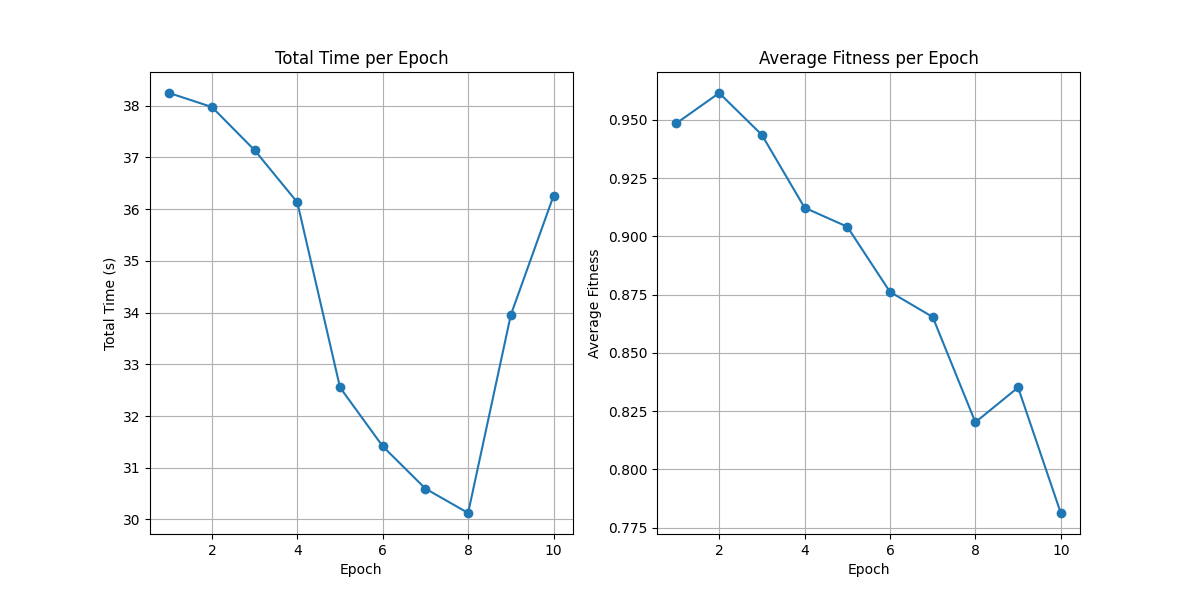 Total Time per Epoch
Total Time (s)
38
37
36
35
34
33
32
31
30
2 4 6 8 10
Epoch
Average Fitness per Epoch
Average Fitness
0.950
0.925
0.900
0.875
0.850
0.825
0.800
0.775
2 4 6 8 10
Epoch